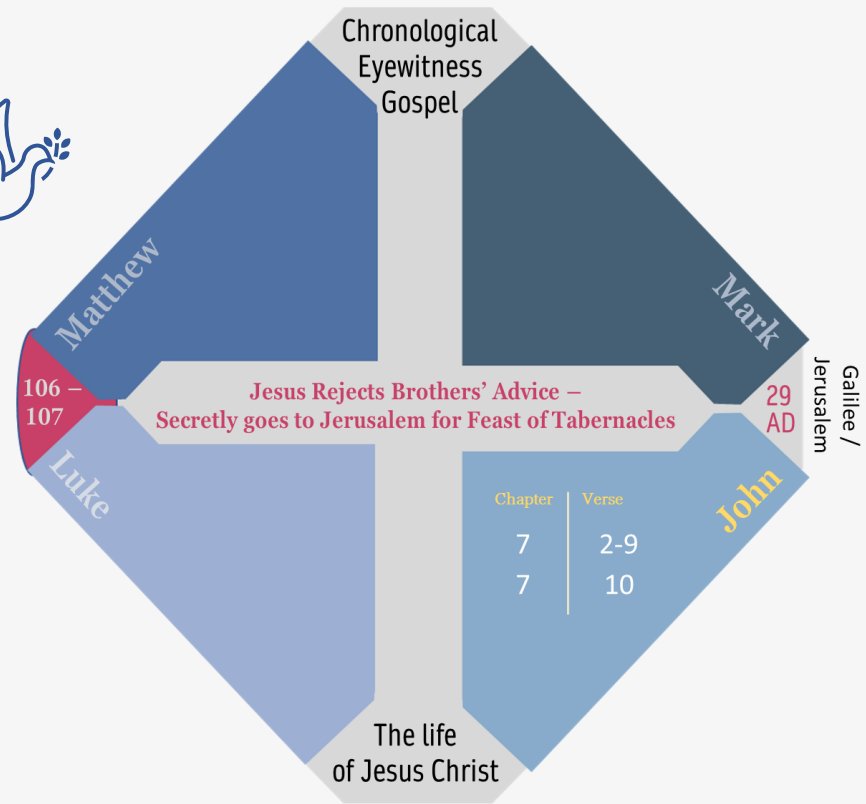 Chronological
Eyewitness
Gospel
Matthew
Mark
106 –
107
Jesus Rejects Brothers’ Advice –
Secretly goes to Jerusalem for Feast of Tabernacles
29
AD
Galilee /
Jerusalem
Luke
John
Chapter Verse
7 2-9
7 10
The life
of Jesus Christ